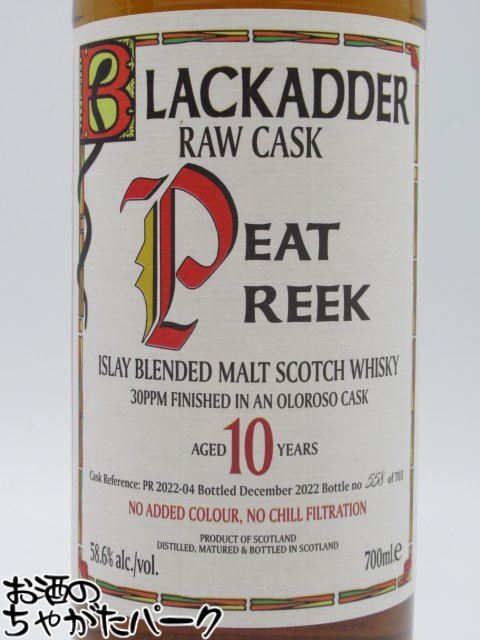 BLACKADDER
RAW CASK
PEAT
REEK
ISLAY BLENDED MALT SCOTCH WHISKY
30PPM FINISHED IN AN OLOROSO CASK
AGED 10 YEARS
Cask Reference: PR 2022-04 Bottled December 2022 Bottle no 558 of 703
NO ADDED COLOUR, NO CHILL FILTRATION
PRODUCT OF SCOTLAND
DISTILLED, MATURED & BOTTLED IN SCOTLAND
58.6% alc./vol. 700ml.e
お酒の
ちゃがたパーク